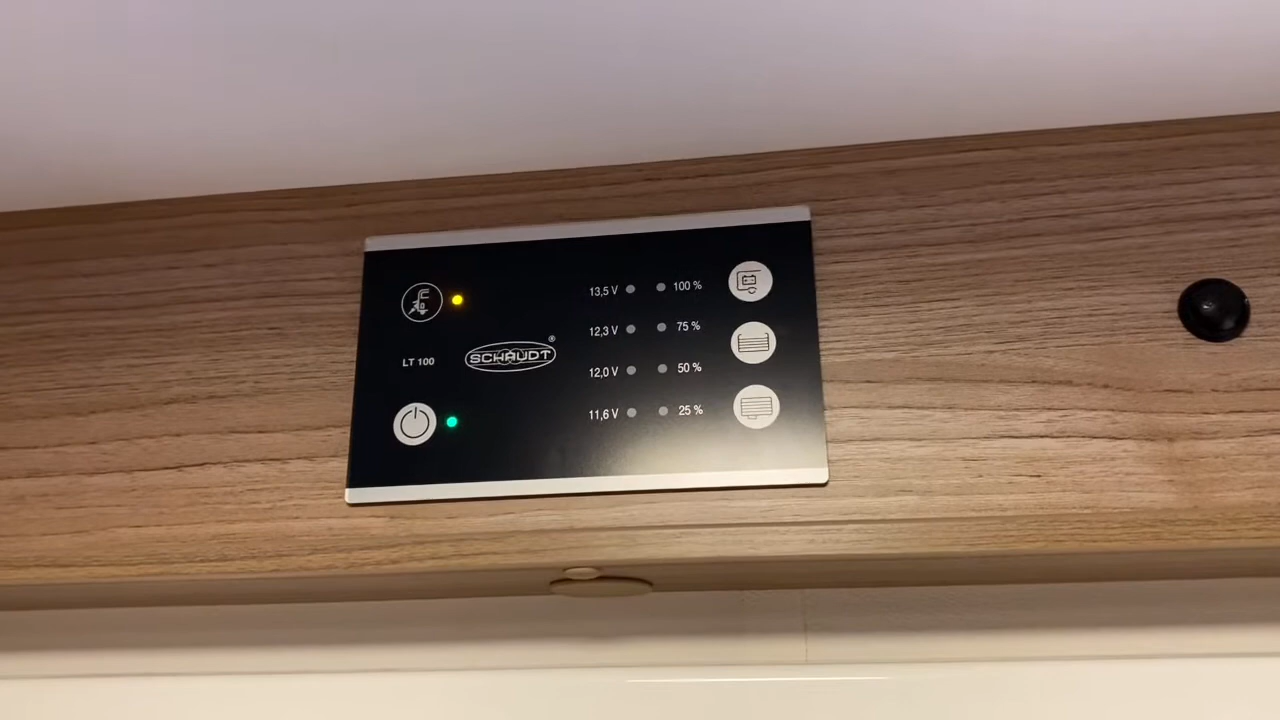 13,5 V 100 %
12,3 V 75 %
LT 100 SCHAUDT ®
12,0 V 50 %
11,6 V 25 %